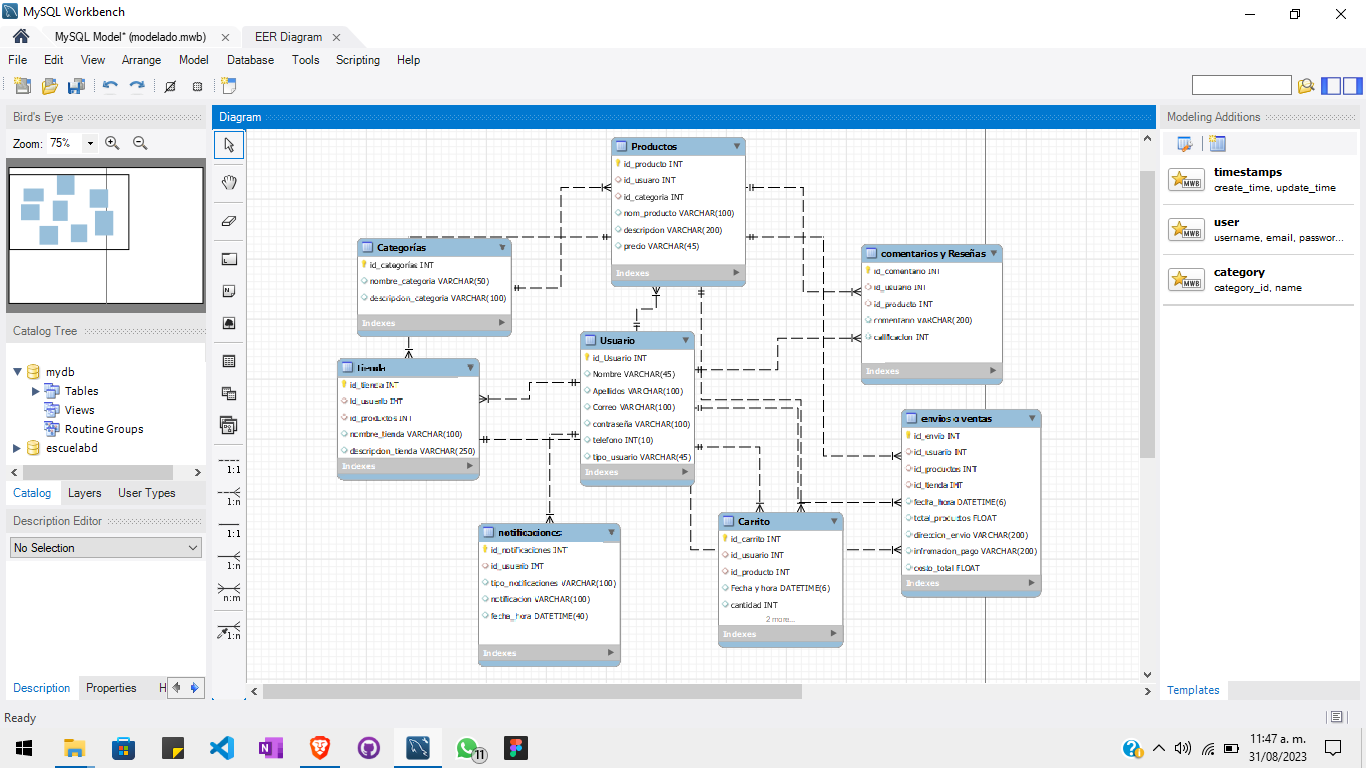 MySQL Workbench
MySQL Model* (modelado.mwb)
EER Diagram
File Edit View Arrange Model Database Tools Scripting Help
Bird's Eye
Zoom: 75%
Catalog Tree
mydb
Tables
Views
Routine Groups
escuelabd
Catalog Layers User Types
Description Editor
No Selection
Description Properties H
Ready
Diagram
1:1
1:n
1:1
1:n
n:m
1:n
Productos
id_producto INT
id_usuaro INT
id_categoria INT
nom_producto VARCHAR(100)
descripcion VARCHAR(200)
precio VARCHAR(45)
Indexes
Categorías
id_categorías INT
nombre_categoria VARCHAR(50)
descripcion_categoria VARCHAR(100)
Indexes
comentarios y Reseñas
id_comentario INT
id_usuario INT
id_producto INT
comentario VARCHAR(200)
calificacion INT
Indexes
tienda
id_tienda INT
id_usuario INT
id_productos INT
nombre_tienda VARCHAR(100)
descripcion_tienda VARCHAR(250)
Indexes
Usuario
id_Usuario INT
Nombre VARCHAR(45)
Apellidos VARCHAR(100)
Correo VARCHAR(100)
contraseña VARCHAR(100)
telefono INT(10)
tipo_usuario VARCHAR(45)
Indexes
envios o ventas
id_envio INT
id_usuario INT
id_productos INT
id_tienda INT
fecha_hora DATETIME(6)
total_productos FLOAT
direccion_envio VARCHAR(200)
infromacion_pago VARCHAR(200)
costo_total FLOAT
Indexes
notificaciones
id_notificaciones INT
id_usuario INT
tipo_notificaciones VARCHAR(100)
notificacion VARCHAR(100)
fecha_hora DATETIME(40)
Indexes
Carrito
id_carrito INT
id_usuario INT
id_producto INT
Fecha y hora DATETIME(6)
cantidad INT
2 more...
Indexes
Modeling Additions
timestamps
create_time, update_time
user
username, email, passwor...
category
category_id, name
Templates
11
11:47 a. m.
31/08/2023